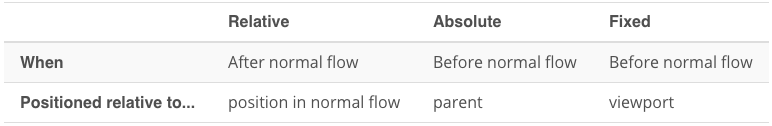 Relative Absolute Fixed
When After normal flow Before normal flow Before normal flow
Positioned relative to... position in normal flow parent viewport